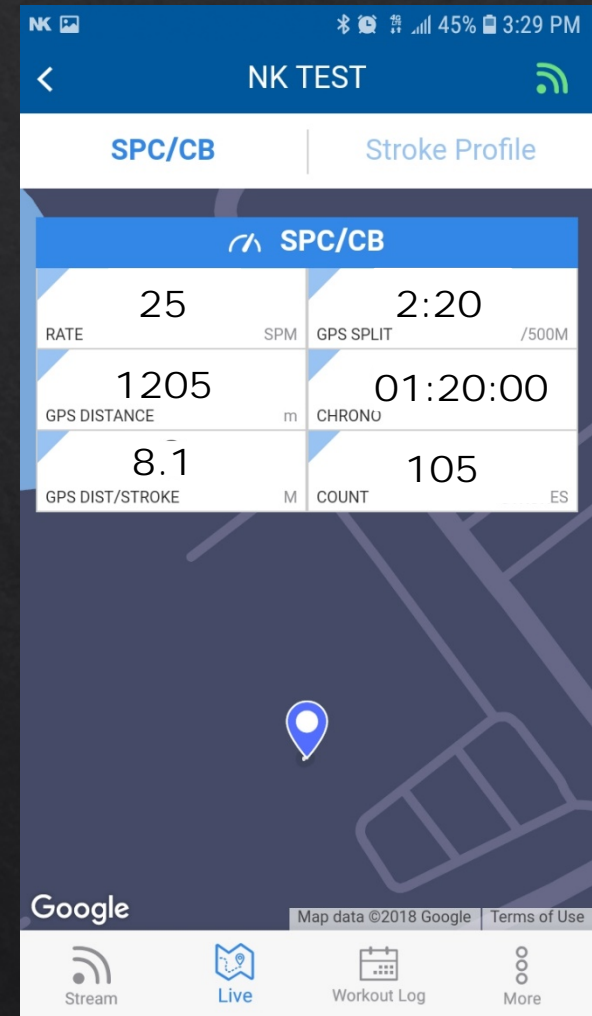 NK 4G 45% 3:29 PM
NK TEST
SPC/CB Stroke Profile
SPC/CB
25 2:20
RATE SPM GPS SPLIT /500M
1205 01:20:00
GPS DISTANCE m CHRONO
8.1 105
GPS DIST/STROKE M COUNT ES
Google Map data ©2018 Google Terms of Use
Stream Live Workout Log More